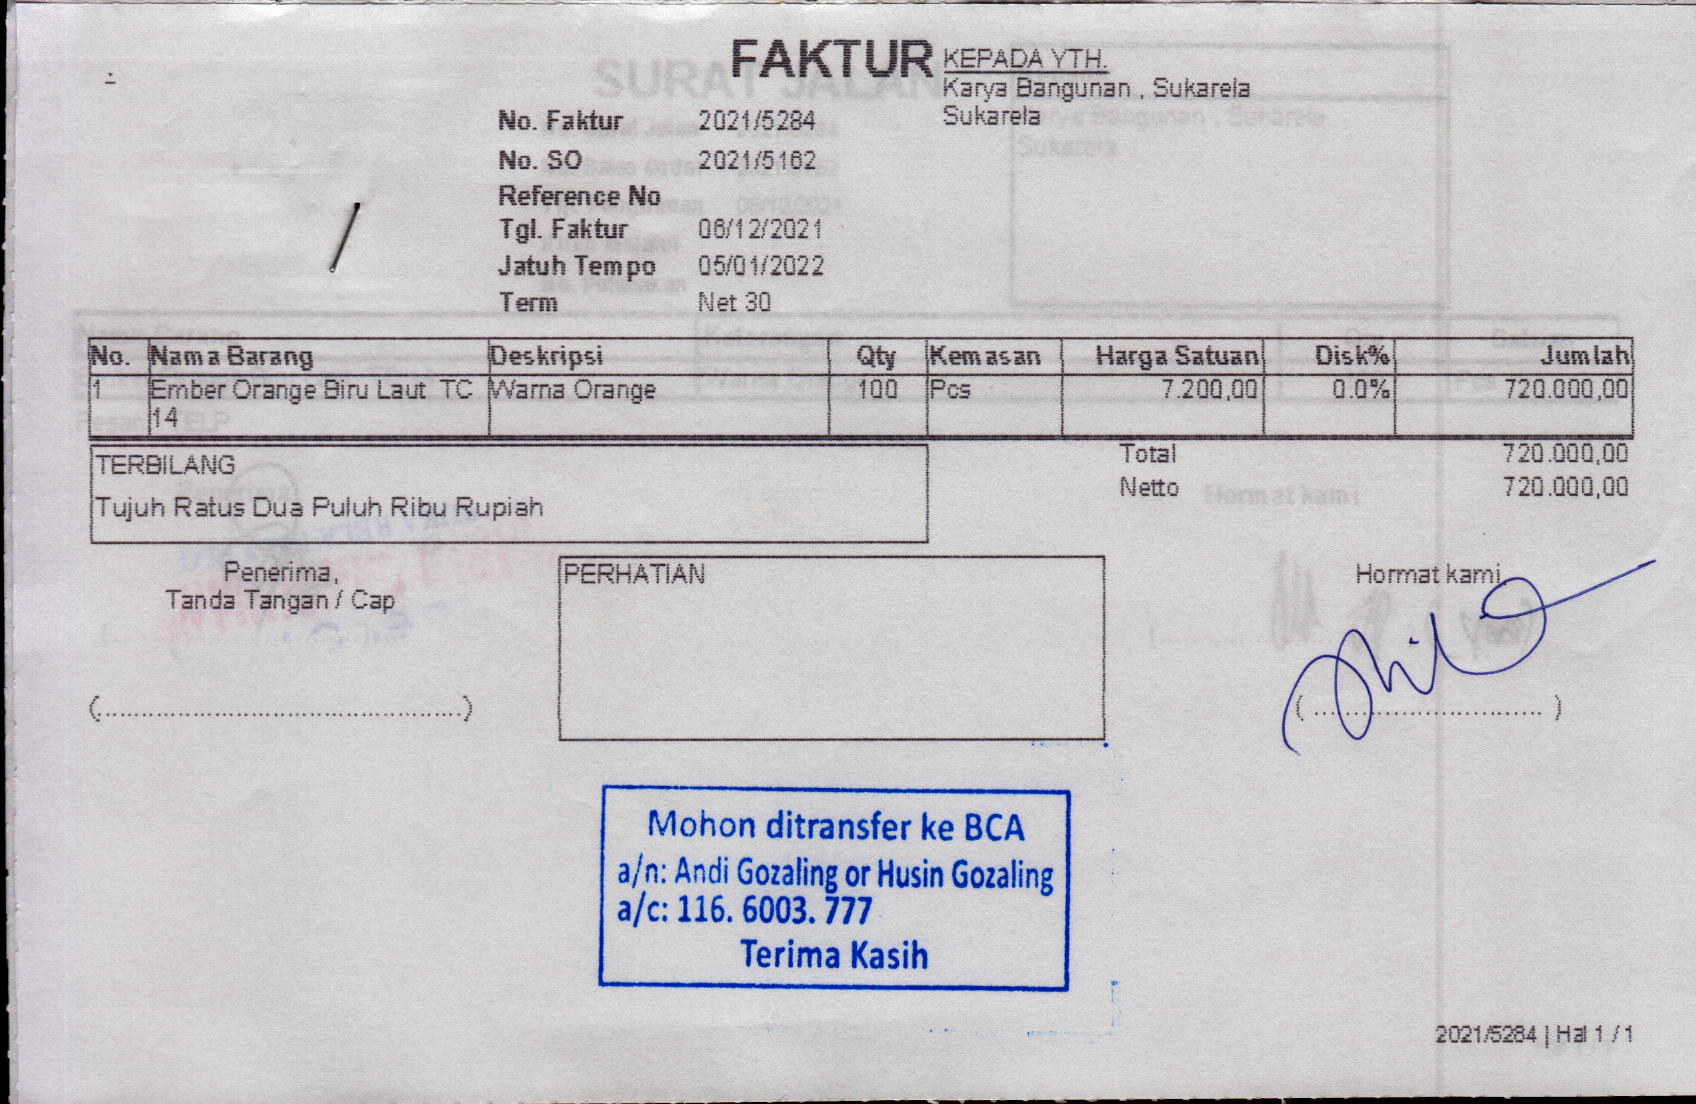 FAKTUR
KEPADA YTH.
Karya Bangunan , Sukarela
Sukarela
No. Faktur 2021/5284
No. SO 2021/5162
Reference No
Tgl. Faktur 06/12/2021
Jatuh Tempo 05/01/2022
Term Net 30
No. Nama Barang Deskripsi Qty Kemasan Harga Satuan Disk% Jumlah
1 Ember Orange Biru Laut TC Warna Orange 100 Pcs 7.200,00 0.0% 720.000,00
14
Total 720.000,00
Netto 720.000,00
TERBILANG
Tujuh Ratus Dua Puluh Ribu Rupiah
Penerima,
Tanda Tangan / Cap
PERHATIAN
Hormat kami,
(................................................)
( ............................... )
Mohon ditransfer ke BCA
a/n: Andi Gozaling or Husin Gozaling
a/c: 116. 6003. 777
Terima Kasih
2021/5284 | Hal 1 / 1